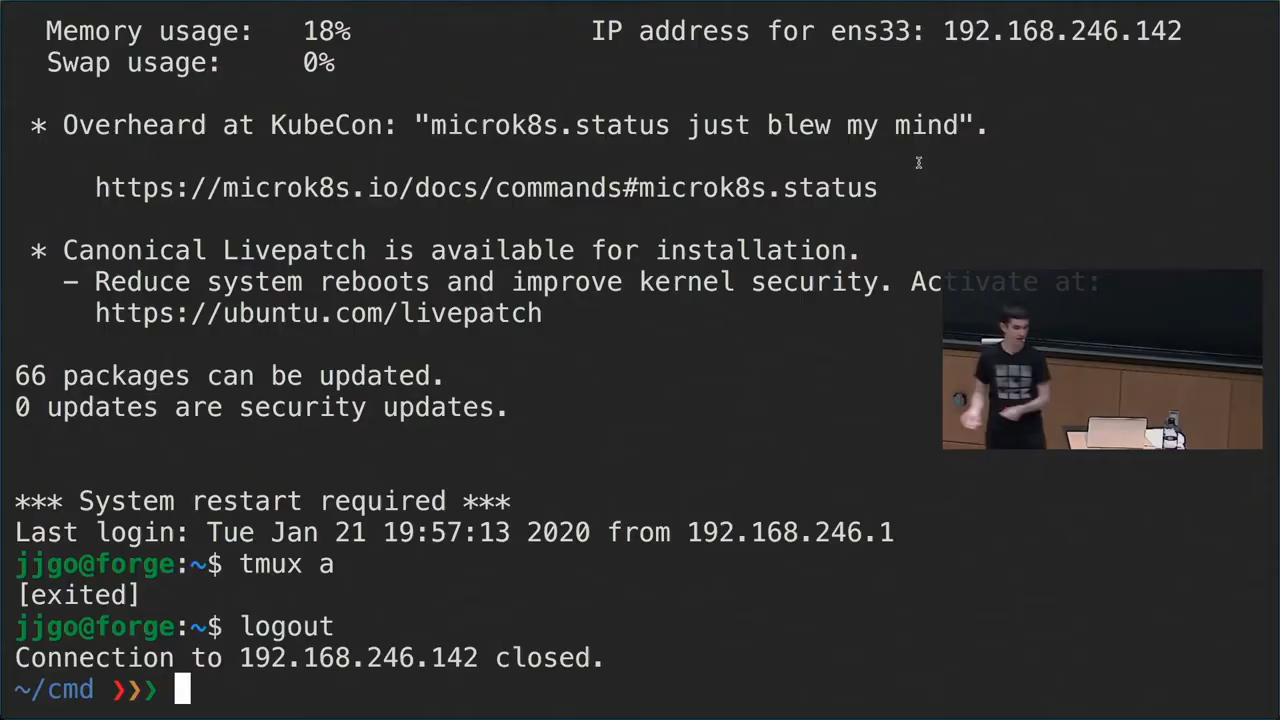 Memory usage: 18% IP address for ens33: 192.168.246.142
Swap usage: 0%
* Overheard at KubeCon: "microk8s.status just blew my mind".
https://microk8s.io/docs/commands#microk8s.status
* Canonical Livepatch is available for installation.
- Reduce system reboots and improve kernel security. Activate at:
https://ubuntu.com/livepatch
66 packages can be updated.
0 updates are security updates.
*** System restart required ***
Last login: Tue Jan 21 19:57:13 2020 from 192.168.246.1
jjgo@forge:~$ tmux a
[exited]
jjgo@forge:~$ logout
Connection to 192.168.246.142 closed.
~/cmd ❯❯❯